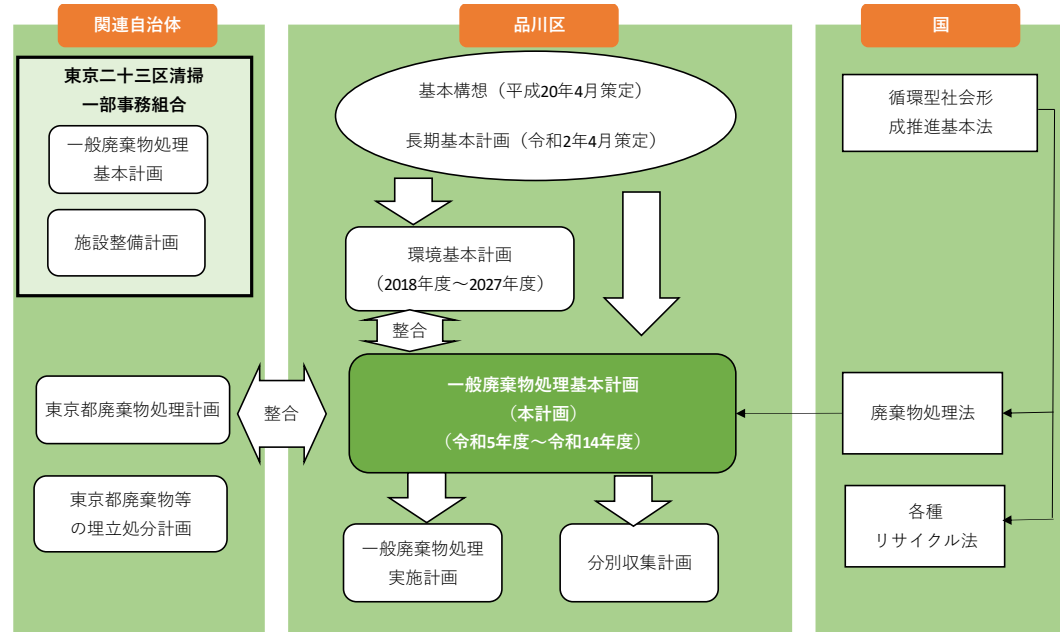 関連自治体
東京二十三区清掃
一部事務組合
一般廃棄物処理
基本計画
施設整備計画
東京都廃棄物処理計画
東京都廃棄物等
の埋立処分計画
整合
品川区
基本構想（平成20年4月策定）
長期基本計画（令和2年4月策定）
環境基本計画
（2018年度～2027年度）
整合
一般廃棄物処理基本計画
（本計画）
（令和5年度～令和14年度）
一般廃棄物処理
実施計画
分別収集計画
国
循環型社会形
成推進基本法
廃棄物処理法
各種
リサイクル法